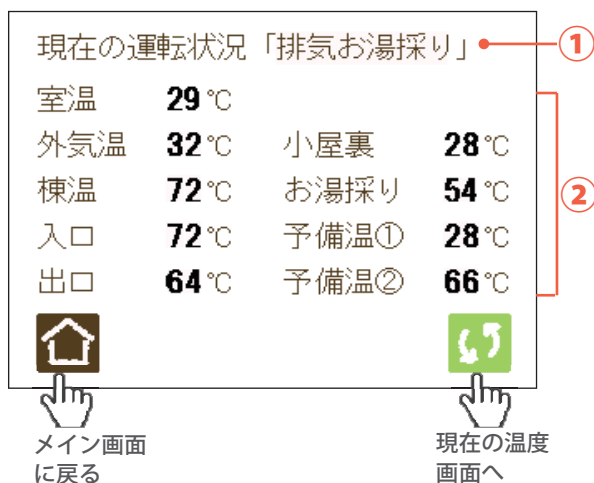 現在の運転状況「排気お湯採り」 ①
室温 29℃
外気温 32℃ 小屋裏 28℃
棟温 72℃ お湯採り 54℃
②
入口 72℃ 予備温① 28℃
出口 64℃ 予備温② 66℃
メイン画面 現在の温度
に戻る 画面へ